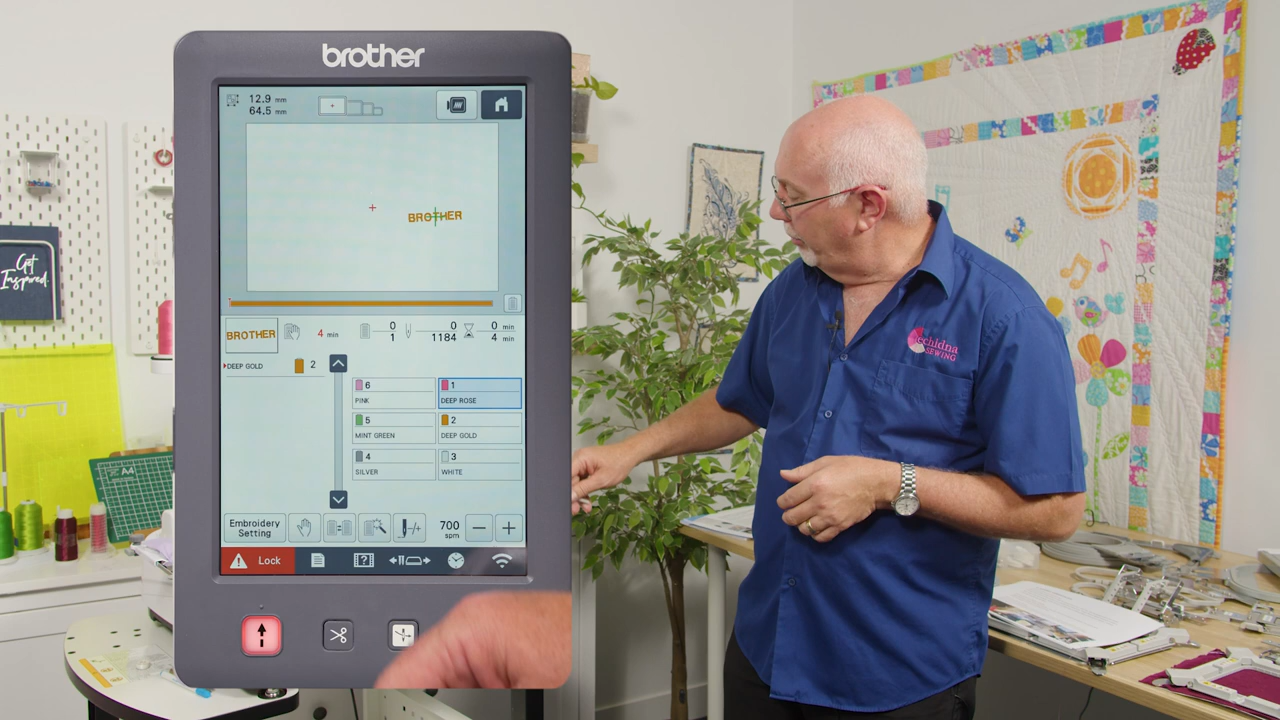 brother
12.9 mm
64.5 mm
BROTHER
BROTHER
4 min
0
1
0
1184
0 min
4 min
DEEP GOLD 2
6
PINK
1
DEEP ROSE
5
MINT GREEN
2
DEEP GOLD
4
SILVER
3
WHITE
Embroidery
Setting
700
spm
Lock
Get
Inspired.
A4
echidna
SEWING